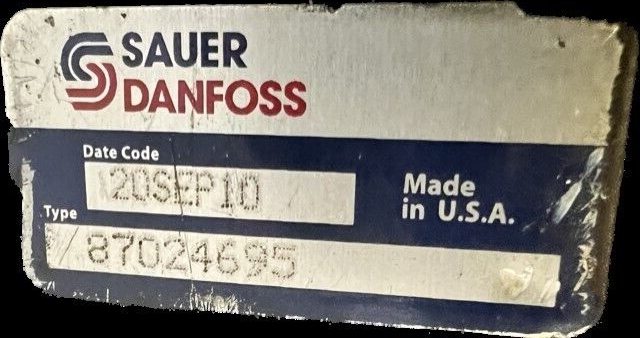 SAUER
DANFOSS
Date Code
20SEP10
Made
in U.S.A.
Type
87024695